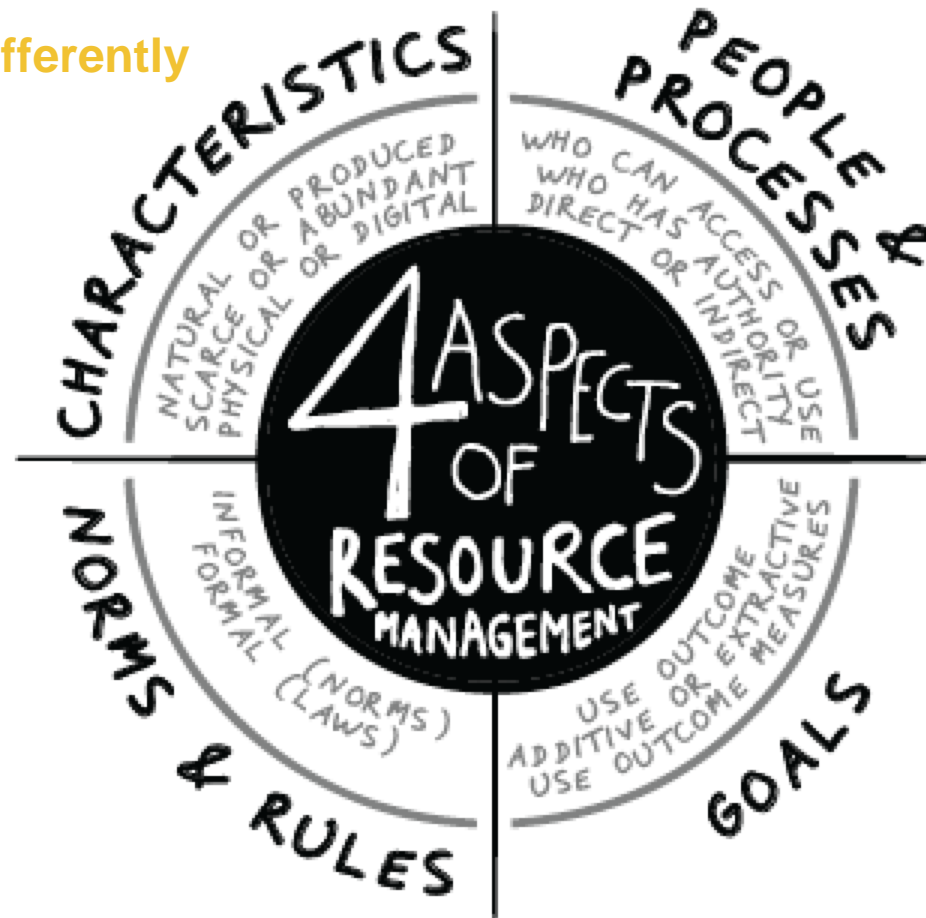 fferently
CHARACTERISTICS
NATURAL OR PRODUCED
SCARCE OR ABUNDANT
PHYSICAL OR DIGITAL
PEOPLE &
PROCESSES
WHO CAN ACCESS OR USE
WHO HAS AUTHORITY
DIRECT OR INDIRECT
4 ASPECTS
OF
RESOURCE
MANAGEMENT
NORMS & RULES
INFORMAL (NORMS)
FORMAL (LAWS)
GOALS
USE OUTCOME
ADDITIVE OR EXTRACTIVE
USE OUTCOME MEASURES